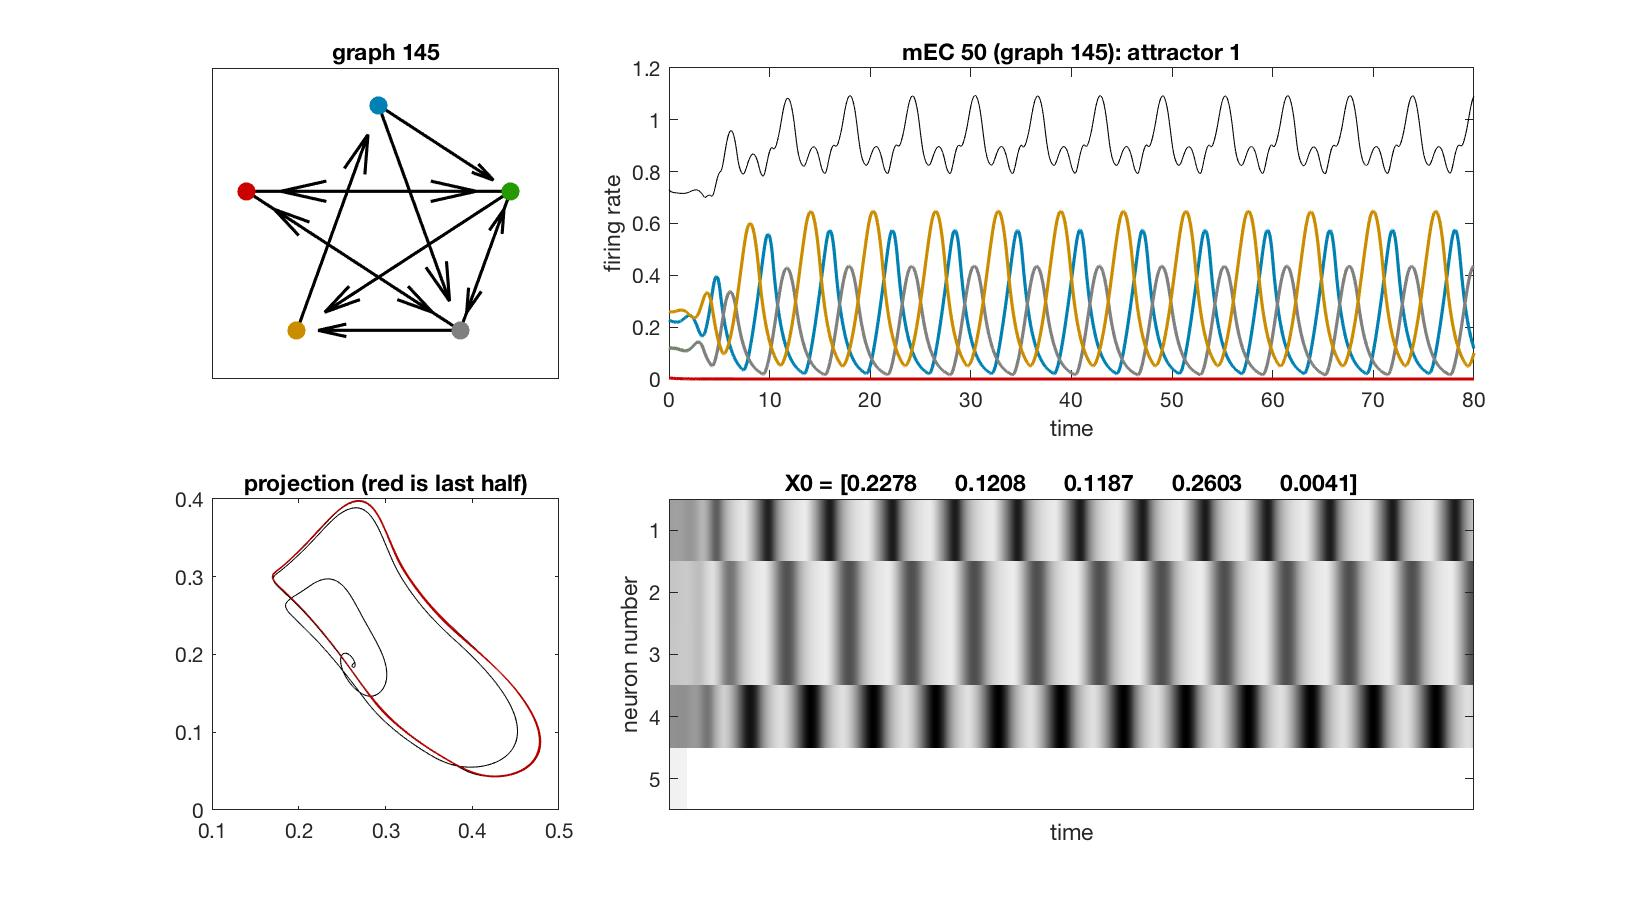 graph 145
mEC 50 (graph 145): attractor 1
1.2
1
0.8
0.6
0.4
0.2
0
firing rate
0 10 20 30 40 50 60 70 80
time
projection (red is last half)
0.4
0.3
0.2
0.1
0
0.1 0.2 0.3 0.4 0.5
X0 = [0.2278 0.1208 0.1187 0.2603 0.0041]
1
2
3
4
5
neuron number
time